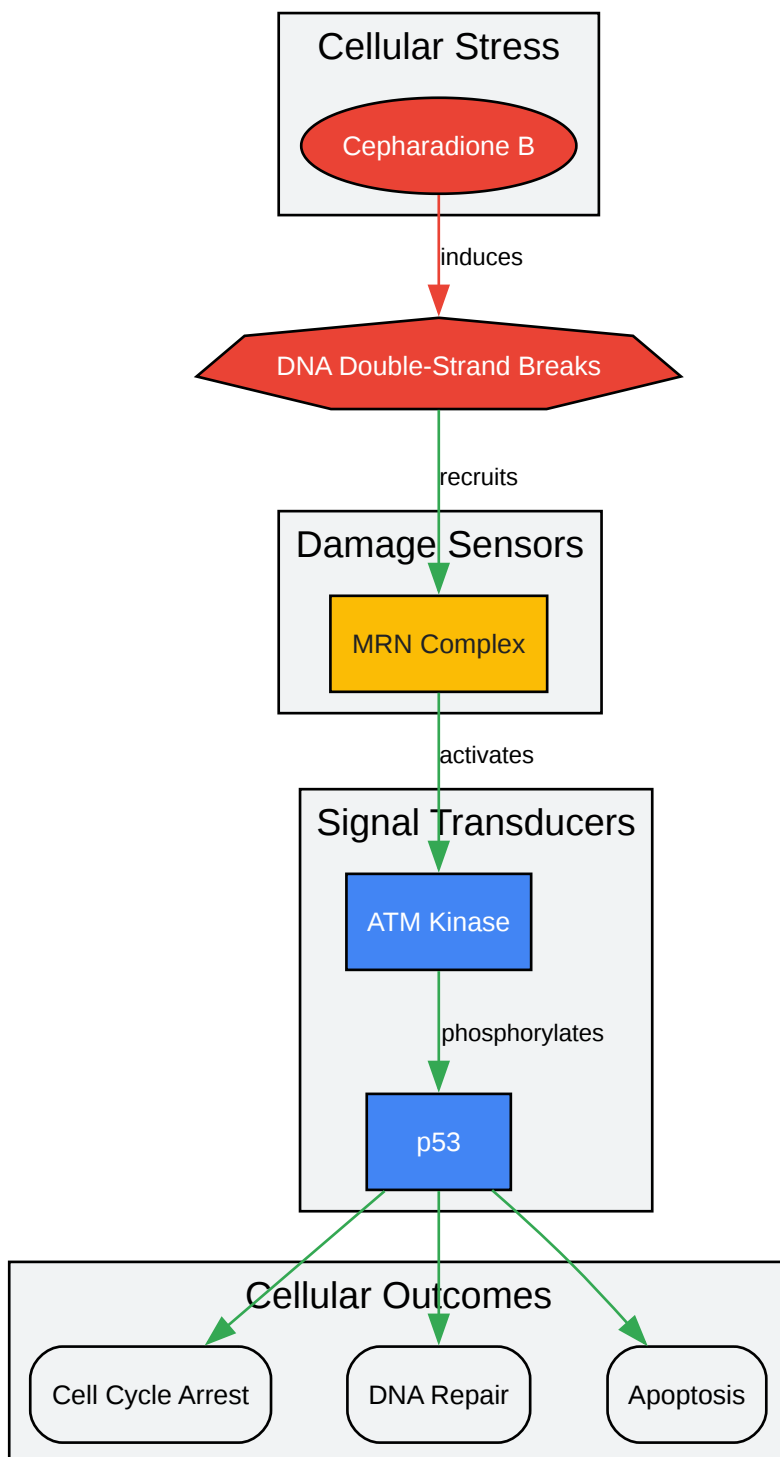 Cellular Stress
Cepharadione B
induces
DNA Double-Strand Breaks
recruits
Damage Sensors
MRN Complex
activates
Signal Transducers
ATM Kinase
phosphorylates
p53
Cellular Outcomes
Cell Cycle Arrest
DNA Repair
Apoptosis